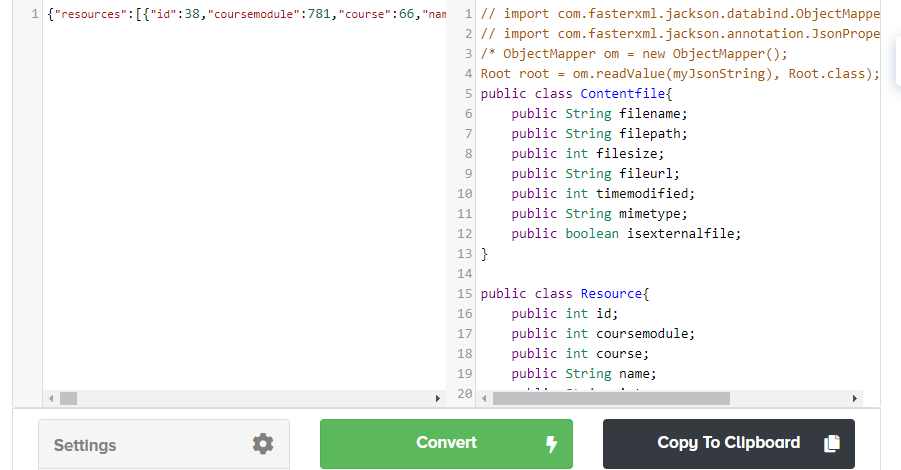 1 {"resources":[{"id":38,"coursemodule":781,"course":66,"nam
1 // import com.fasterxml.jackson.databind.ObjectMappe
2 // import com.fasterxml.jackson.annotation.JsonPrope
3 /* ObjectMapper om = new ObjectMapper();
4 Root root = om.readValue(myJsonString), Root.class);
5 public class Contentfile{
6 public String filename;
7 public String filepath;
8 public int filesize;
9 public String fileurl;
10 public int timemodified;
11 public String mimetype;
12 public boolean isexternalfile;
13 }
14
15 public class Resource{
16 public int id;
17 public int coursemodule;
18 public int course;
19 public String name;
20
Settings
Convert
Copy To Clipboard